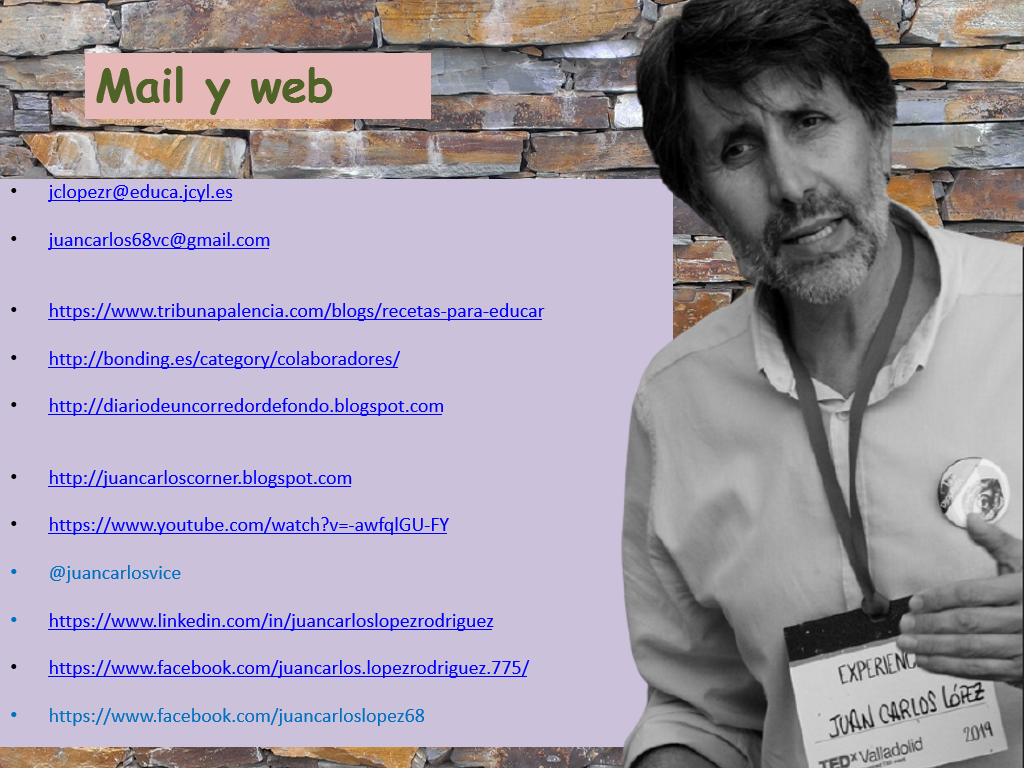 Mail y web
jclopezr@educa.jcyl.es
juancarlos68vc@gmail.com
https://www.tribunapalencia.com/blogs/recetas-para-educar
http://bonding.es/category/colaboradores/
http://diariodeuncorredordefondo.blogspot.com
http://juancarloscorner.blogspot.com
https://www.youtube.com/watch?v=-awfqlGU-FY
@juancarlosvice
https://www.linkedin.com/in/juancarloslopezrodriguez
https://www.facebook.com/juancarlos.lopezrodriguez.775/
https://www.facebook.com/juancarloslopez68
EXPERIENC
JUAN CARLOS LÓPEZ
TEDx Valladolid 2019